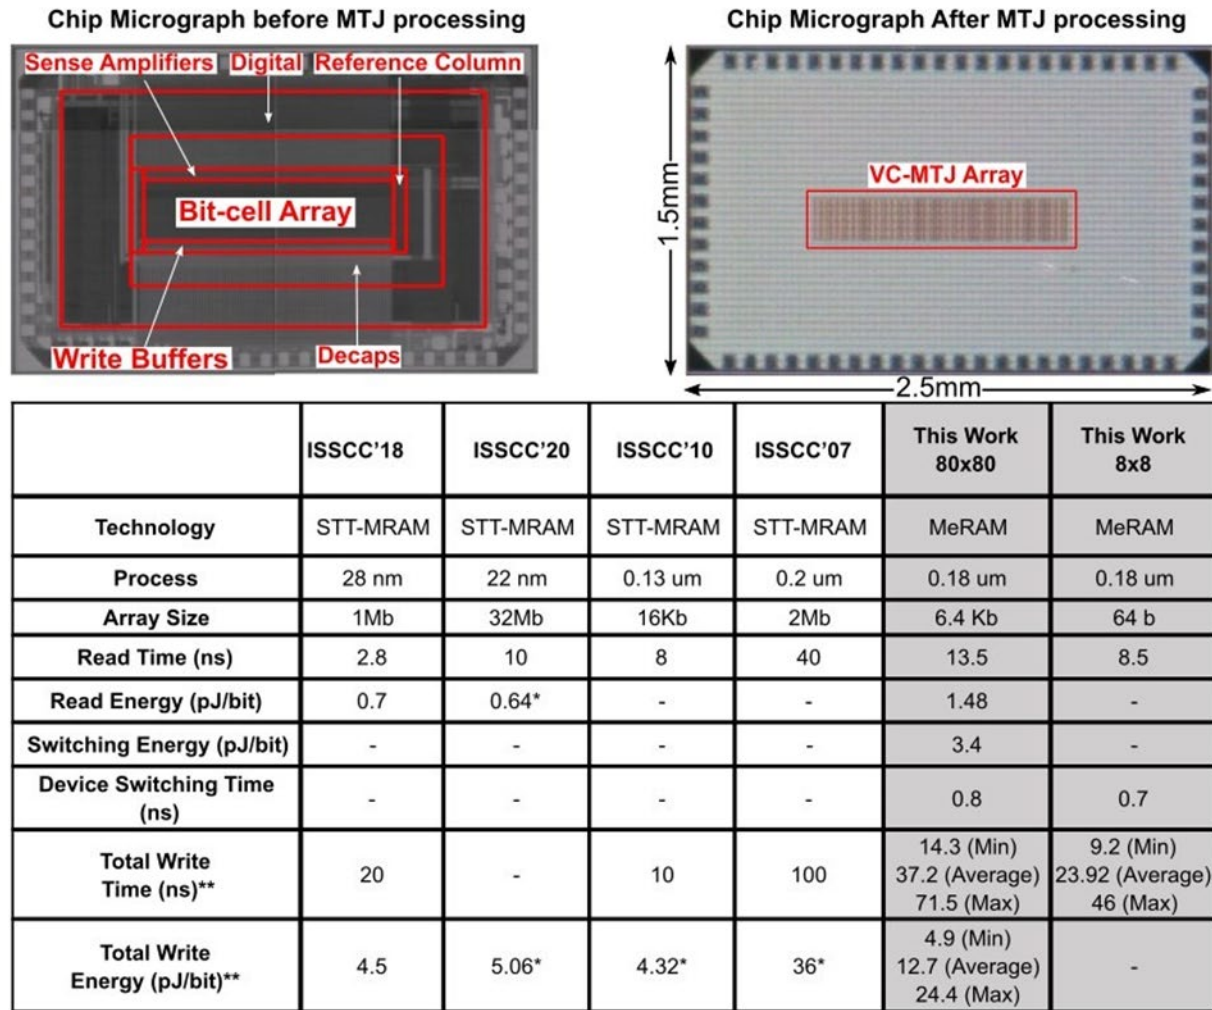 Chip Micrograph before MTJ processing
Chip Micrograph After MTJ processing
Sense Amplifiers Digital Reference Column
Bit-cell Array
Write Buffers
Decaps
VC-MTJ Array
1.5mm
2.5mm
ISSCC'18 ISSCC'20 ISSCC'10 ISSCC'07 This Work 80x80 This Work 8x8
Technology STT-MRAM STT-MRAM STT-MRAM STT-MRAM MeRAM MeRAM
Process 28 nm 22 nm 0.13 um 0.2 um 0.18 um 0.18 um
Array Size 1Mb 32Mb 16Kb 2Mb 6.4 Kb 64 b
Read Time (ns) 2.8 10 8 40 13.5 8.5
Read Energy (pJ/bit) 0.7 0.64* - - 1.48 -
Switching Energy (pJ/bit) - - - - 3.4 -
Device Switching Time (ns) - - - - 0.8 0.7
Total Write Time (ns)** 20 - 10 100 14.3 (Min) 37.2 (Average) 71.5 (Max) 9.2 (Min) 23.92 (Average) 46 (Max)
Total Write Energy (pJ/bit)** 4.5 5.06* 4.32* 36* 4.9 (Min) 12.7 (Average) 24.4 (Max) -